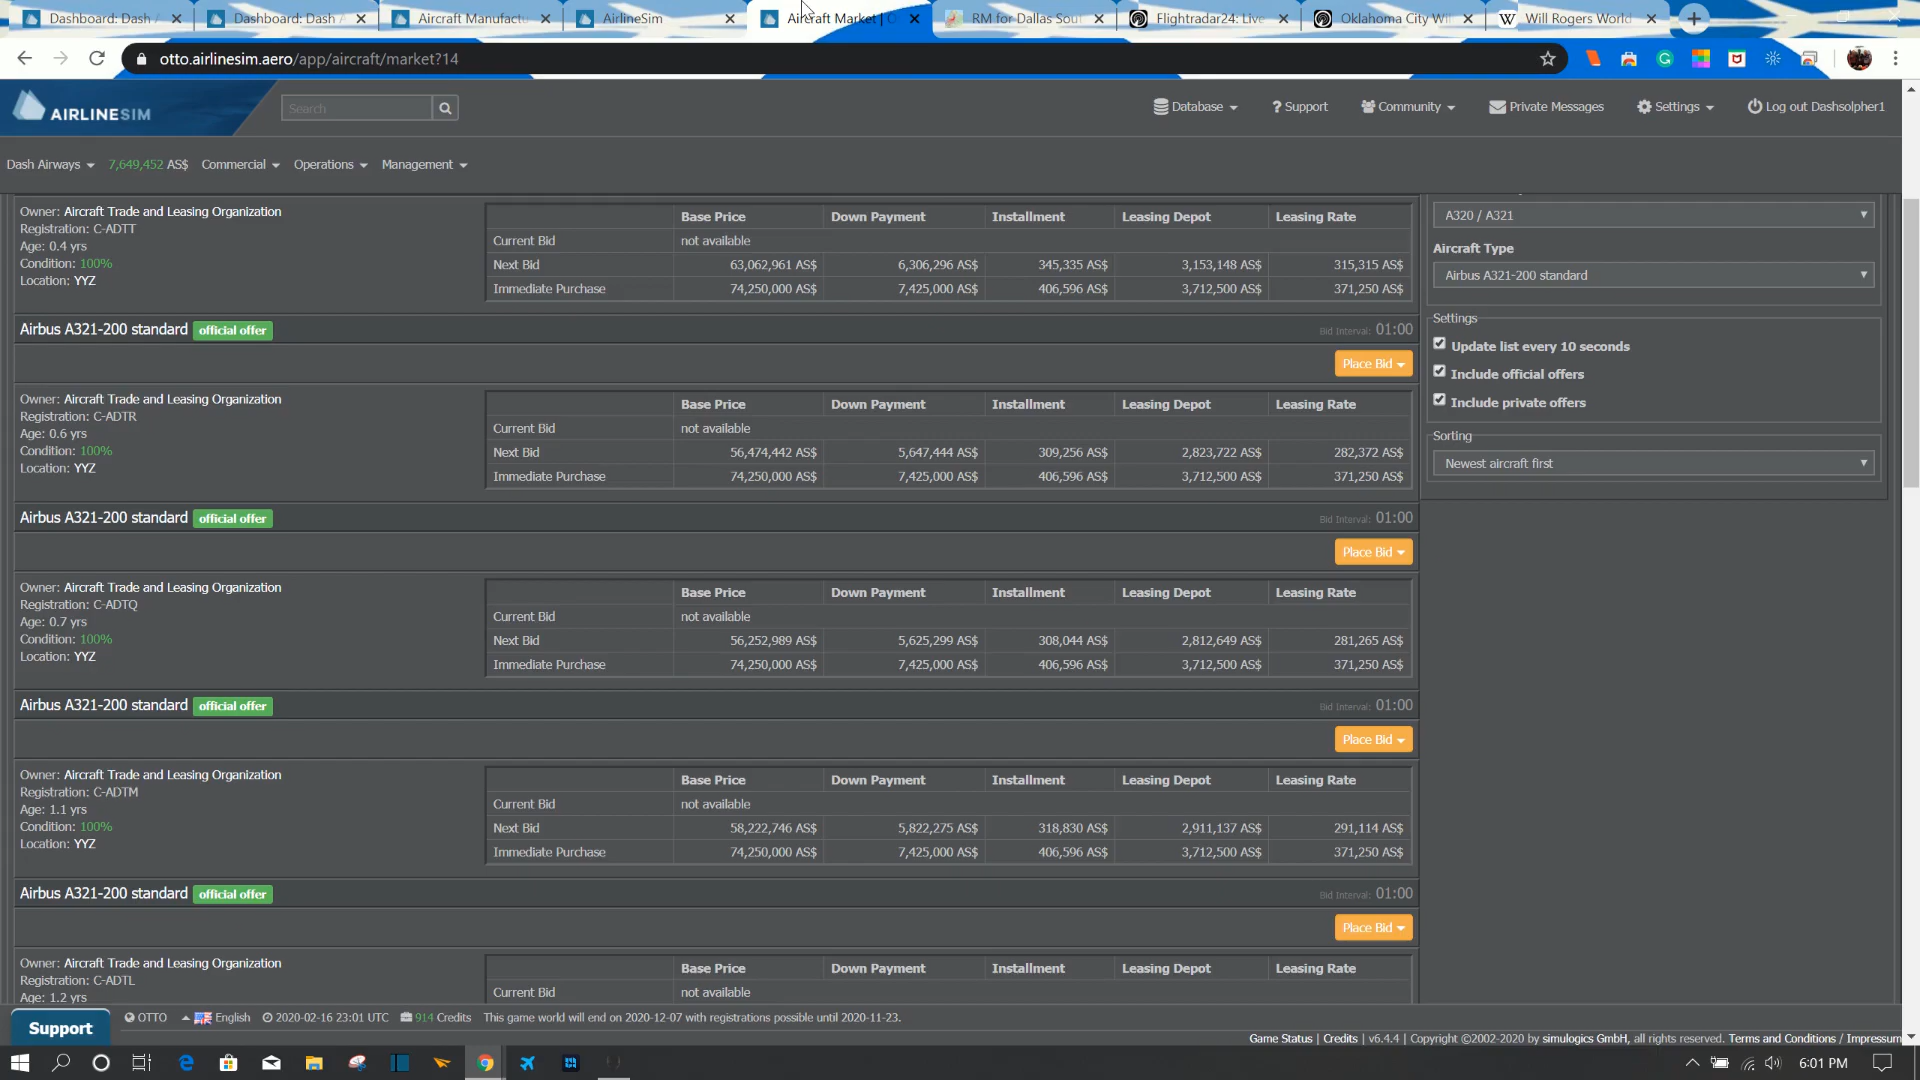 Dashboard: Dash
Dashboard: Dash A
Aircraft Manufactu
AirlineSim
Aircraft Market | O
RM for Dallas Sout
Flightradar24: Live
Oklahoma City Wil
Will Rogers World
otto.airlinesim.aero/app/aircraft/market?14
AIRLINESIM
Search
Database
? Support
Community
Private Messages
Settings
Log out Dashsolpher1
Dash Airways
7,649,452 AS$
Commercial
Operations
Management
Owner: Aircraft Trade and Leasing Organization
Registration: C-ADTT
Age: 0.4 yrs
Condition: 100%
Location: YYZ
Base Price Down Payment Installment Leasing Depot Leasing Rate
Current Bid not available
Next Bid 63,062,961 AS$ 6,306,296 AS$ 345,335 AS$ 3,153,148 AS$ 315,315 AS$
Immediate Purchase 74,250,000 AS$ 7,425,000 AS$ 406,596 AS$ 3,712,500 AS$ 371,250 AS$
Airbus A321-200 standard official offer Bid Interval: 01:00
Place Bid
Owner: Aircraft Trade and Leasing Organization
Registration: C-ADTR
Age: 0.6 yrs
Condition: 100%
Location: YYZ
Base Price Down Payment Installment Leasing Depot Leasing Rate
Current Bid not available
Next Bid 56,474,442 AS$ 5,647,444 AS$ 309,256 AS$ 2,823,722 AS$ 282,372 AS$
Immediate Purchase 74,250,000 AS$ 7,425,000 AS$ 406,596 AS$ 3,712,500 AS$ 371,250 AS$
Airbus A321-200 standard official offer Bid Interval: 01:00
Place Bid
Owner: Aircraft Trade and Leasing Organization
Registration: C-ADTQ
Age: 0.7 yrs
Condition: 100%
Location: YYZ
Base Price Down Payment Installment Leasing Depot Leasing Rate
Current Bid not available
Next Bid 56,252,989 AS$ 5,625,299 AS$ 308,044 AS$ 2,812,649 AS$ 281,265 AS$
Immediate Purchase 74,250,000 AS$ 7,425,000 AS$ 406,596 AS$ 3,712,500 AS$ 371,250 AS$
Airbus A321-200 standard official offer Bid Interval: 01:00
Place Bid
Owner: Aircraft Trade and Leasing Organization
Registration: C-ADTM
Age: 1.1 yrs
Condition: 100%
Location: YYZ
Base Price Down Payment Installment Leasing Depot Leasing Rate
Current Bid not available
Next Bid 58,222,746 AS$ 5,822,275 AS$ 318,830 AS$ 2,911,137 AS$ 291,114 AS$
Immediate Purchase 74,250,000 AS$ 7,425,000 AS$ 406,596 AS$ 3,712,500 AS$ 371,250 AS$
Airbus A321-200 standard official offer Bid Interval: 01:00
Place Bid
Owner: Aircraft Trade and Leasing Organization
Registration: C-ADTL
Age: 1.2 yrs
Base Price Down Payment Installment Leasing Depot Leasing Rate
Current Bid not available
A320 / A321
Aircraft Type
Airbus A321-200 standard
Settings
Update list every 10 seconds
Include official offers
Include private offers
Sorting
Newest aircraft first
Support
OTTO English 2020-02-16 23:01 UTC 914 Credits This game world will end on 2020-12-07 with registrations possible until 2020-11-23.
Game Status | Credits | v6.4.4 | Copyright ©2002-2020 by simulogics GmbH, all rights reserved. Terms and Conditions / Impressum
6:01 PM